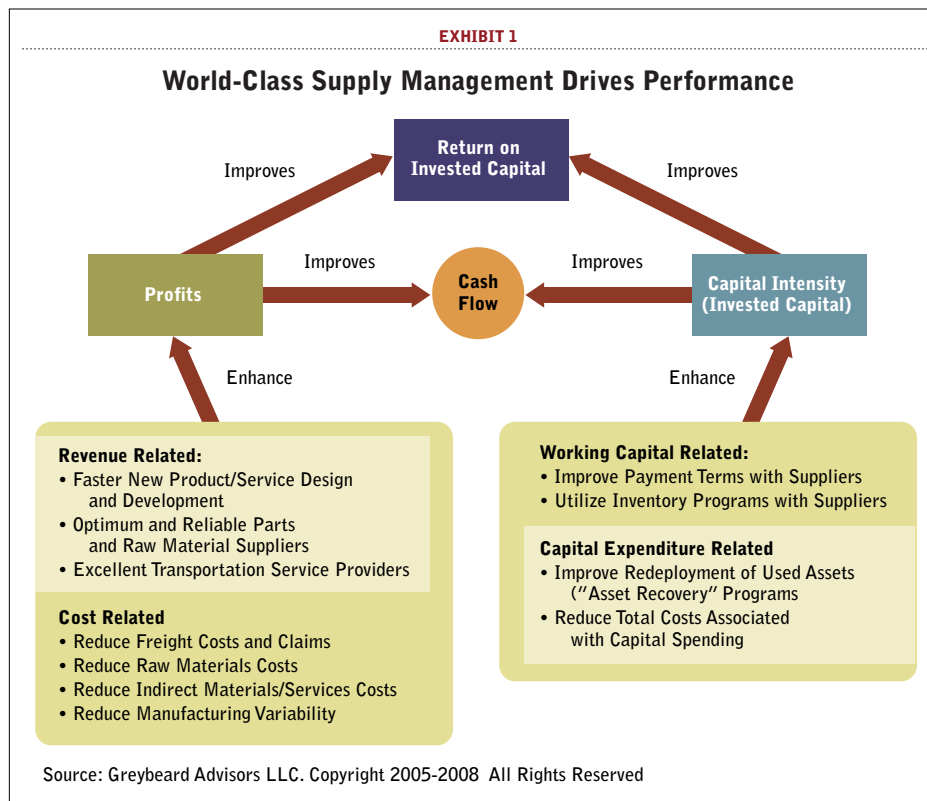 EXHIBIT 1
World-Class Supply Management Drives Performance
Return on
Invested Capital
Improves
Improves
Profits
Improves
Cash
Flow
Improves
Capital Intensity
(Invested Capital)
Enhance
Enhance
Revenue Related:
• Faster New Product/Service Design
and Development
• Optimum and Reliable Parts
and Raw Material Suppliers
• Excellent Transportation Service Providers
Cost Related
• Reduce Freight Costs and Claims
• Reduce Raw Materials Costs
• Reduce Indirect Materials/Services Costs
• Reduce Manufacturing Variability
Working Capital Related:
• Improve Payment Terms with Suppliers
• Utilize Inventory Programs with Suppliers
Capital Expenditure Related
• Improve Redeployment of Used Assets
("Asset Recovery" Programs
• Reduce Total Costs Associated
with Capital Spending
Source: Greybeard Advisors LLC. Copyright 2005-2008 All Rights Reserved